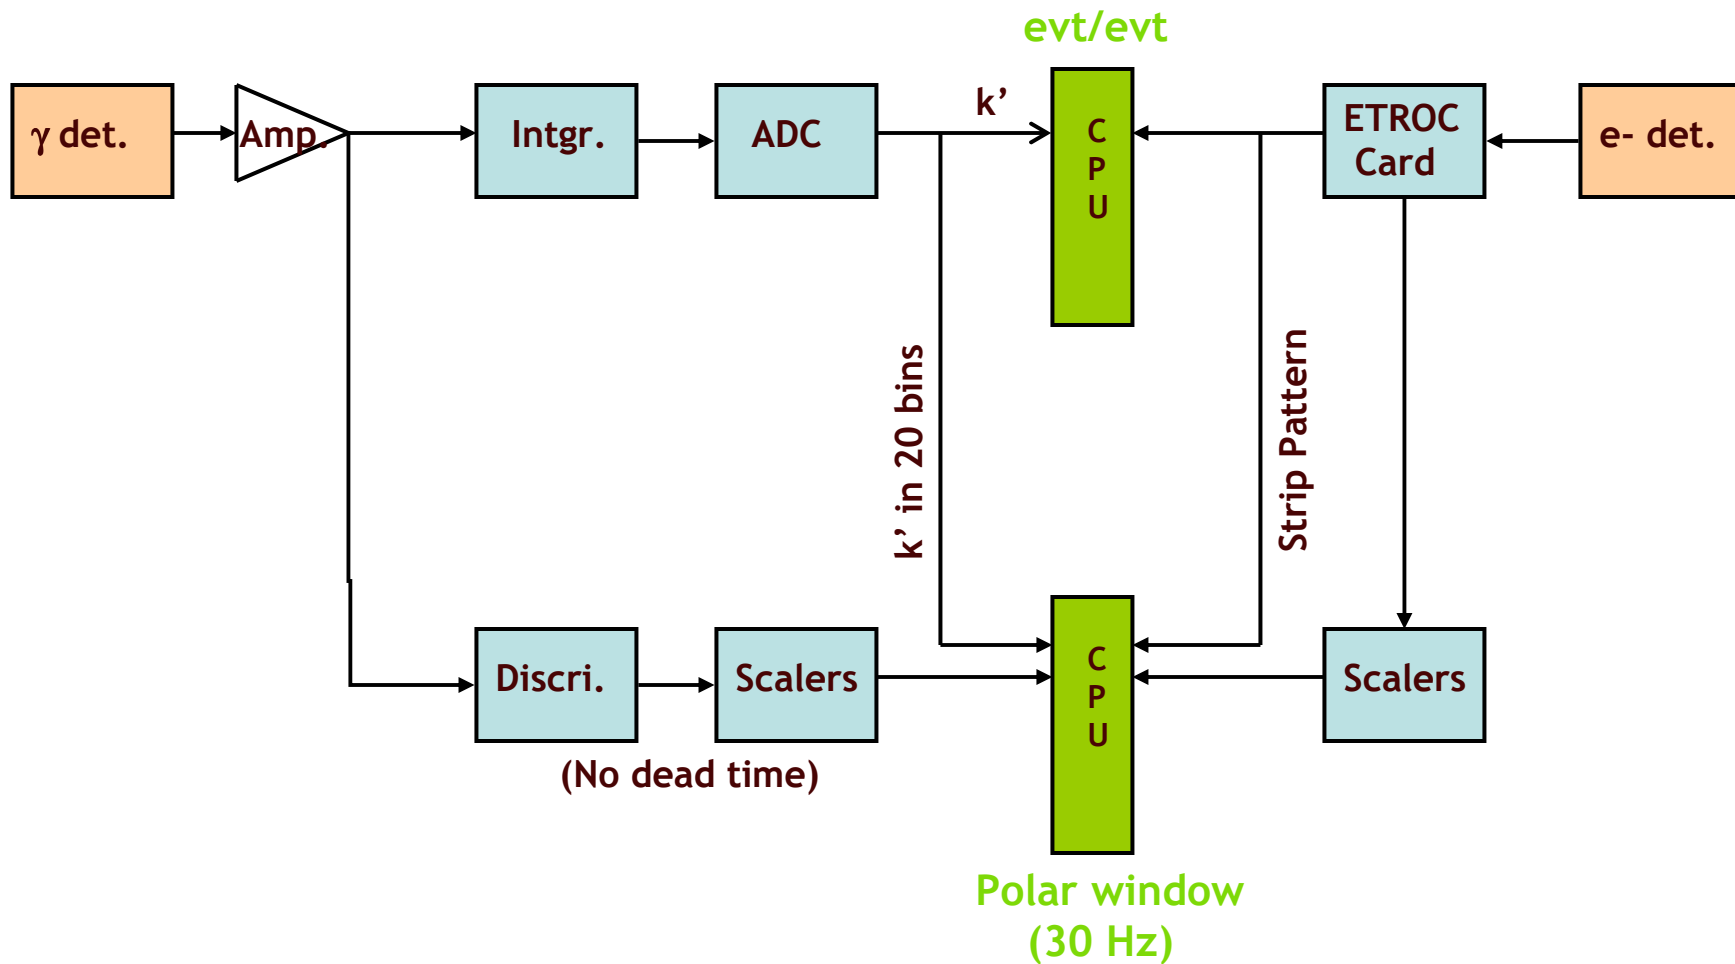 evt/evt
γ det.
Amp.
Intgr.
ADC
k’
C
P
U
ETROC
Card
e- det.
k’ in 20 bins
Strip Pattern
Discri.
Scalers
C
P
U
Scalers
(No dead time)
Polar window
(30 Hz)